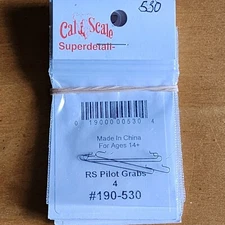 530
Cal Scale
Superdetail-
0 19000 00530 4
Made In China
For Ages 14+
RS Pilot Grabs
4
#190-530